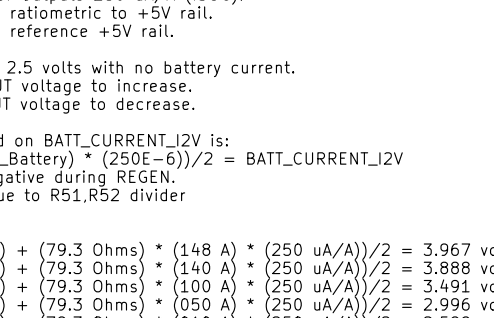 ratiometric to +5V rail.
reference +5V rail.
2.5 volts with no battery current.
UT voltage to increase.
UT voltage to decrease.
d on BATT_CURRENT_I2V is:
_Battery) * (250E-6))/2 = BATT_CURRENT_I2V
gative during REGEN.
ue to R51,R52 divider
) + (79.3 Ohms) * (148 A) * (250 uA/A))/2 = 3.967 vo
) + (79.3 Ohms) * (140 A) * (250 uA/A))/2 = 3.888 vo
) + (79.3 Ohms) * (100 A) * (250 uA/A))/2 = 3.491 vo
) + (79.3 Ohms) * (050 A) * (250 uA/A))/2 = 2.996 vo